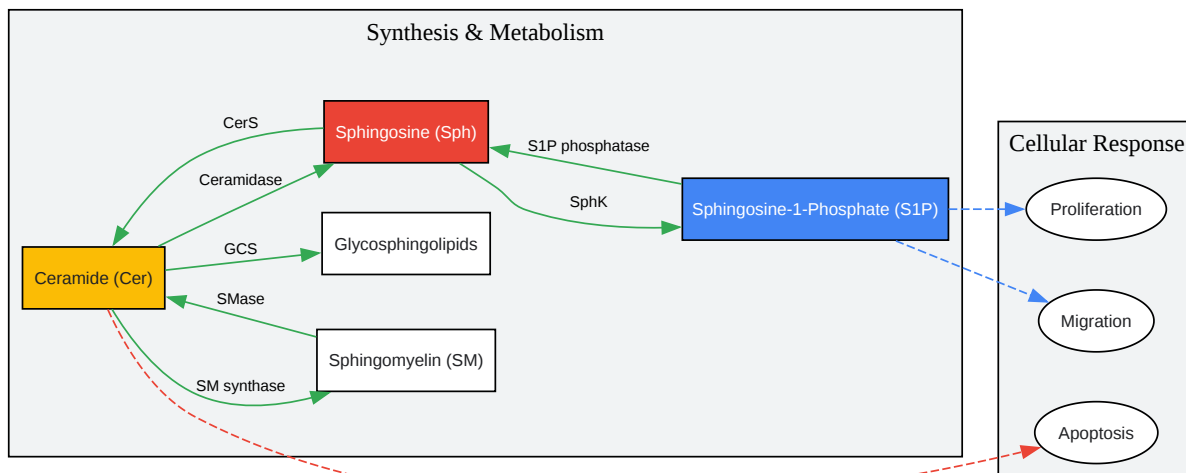 Synthesis & Metabolism
CerS
Sphingosine (Sph)
S1P phosphatase
Ceramidase
SphK
Sphingosine-1-Phosphate (S1P)
GCS
Glycosphingolipids
Ceramide (Cer)
SMase
Sphingomyelin (SM)
SM synthase
Cellular Response
Proliferation
Migration
Apoptosis